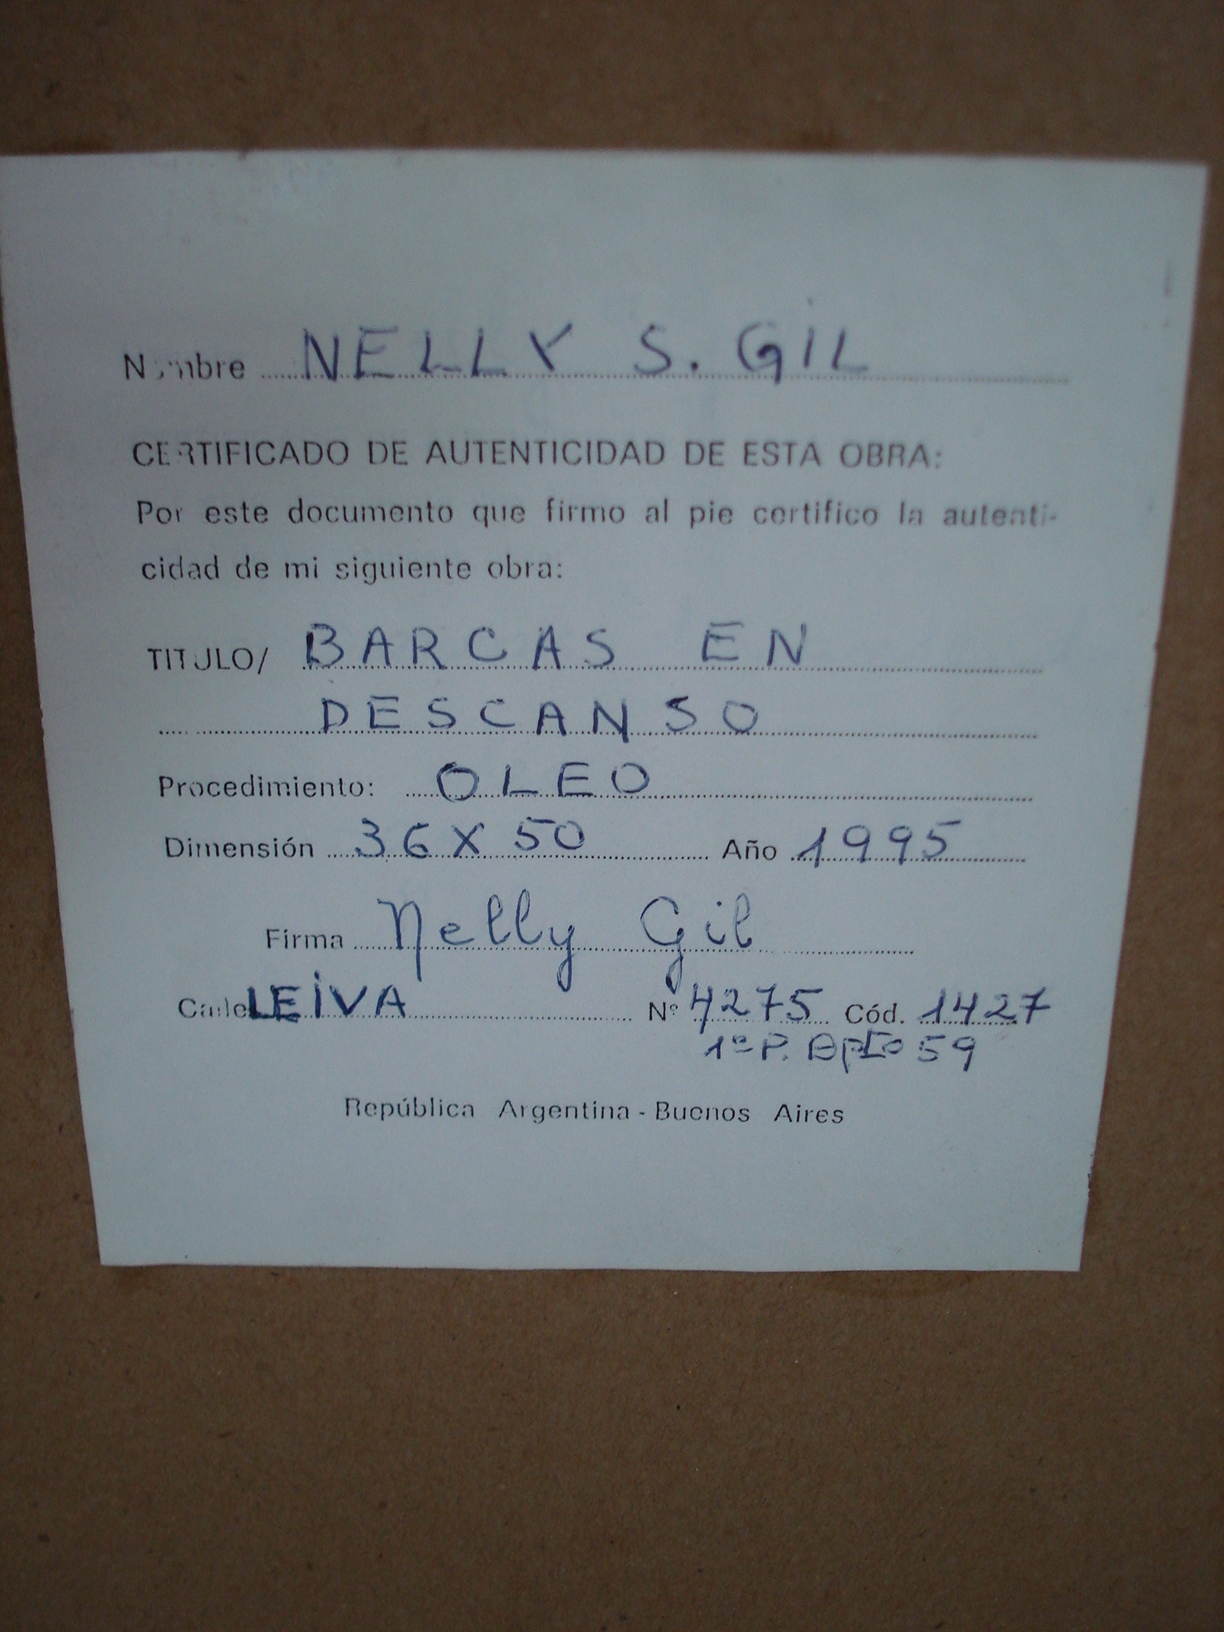 Nombre NELLY S. GIL
CERTIFICADO DE AUTENTICIDAD DE ESTA OBRA:
Por este documento que firmo al pie certifico la autenti-
cidad de mi siguiente obra:
TITULO/ BARCAS EN
DESCANSO
Procedimiento: OLEO
Dimensión 36 X 50 Año 1995
Firma Nelly Gil
Calle LEiVA Nº 4275 Cód. 1427
1º P. Dpto 59
República Argentina - Buenos Aires